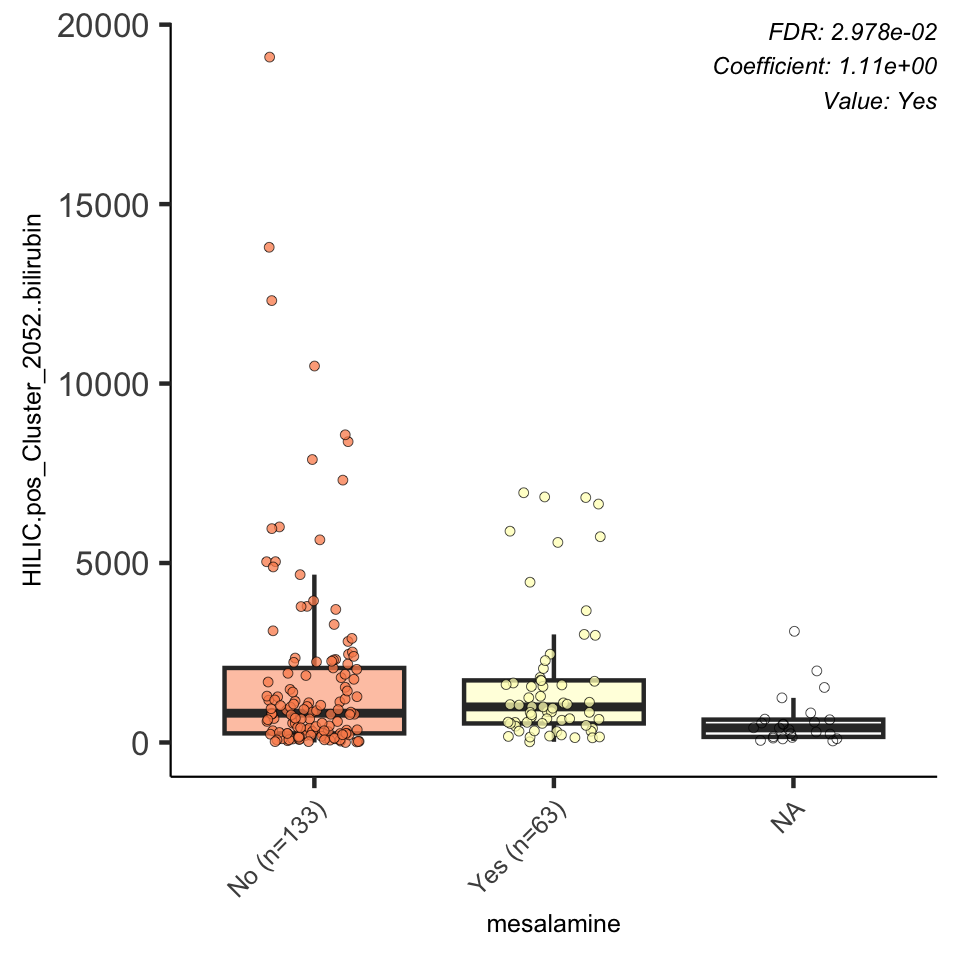 FDR: 2.978e-02
Coefficient: 1.11e+00
Value: Yes
HILIC.pos_Cluster_2052..bilirubin
20000
15000
10000
5000
0
No (n=133)
Yes (n=63)
NA
mesalamine